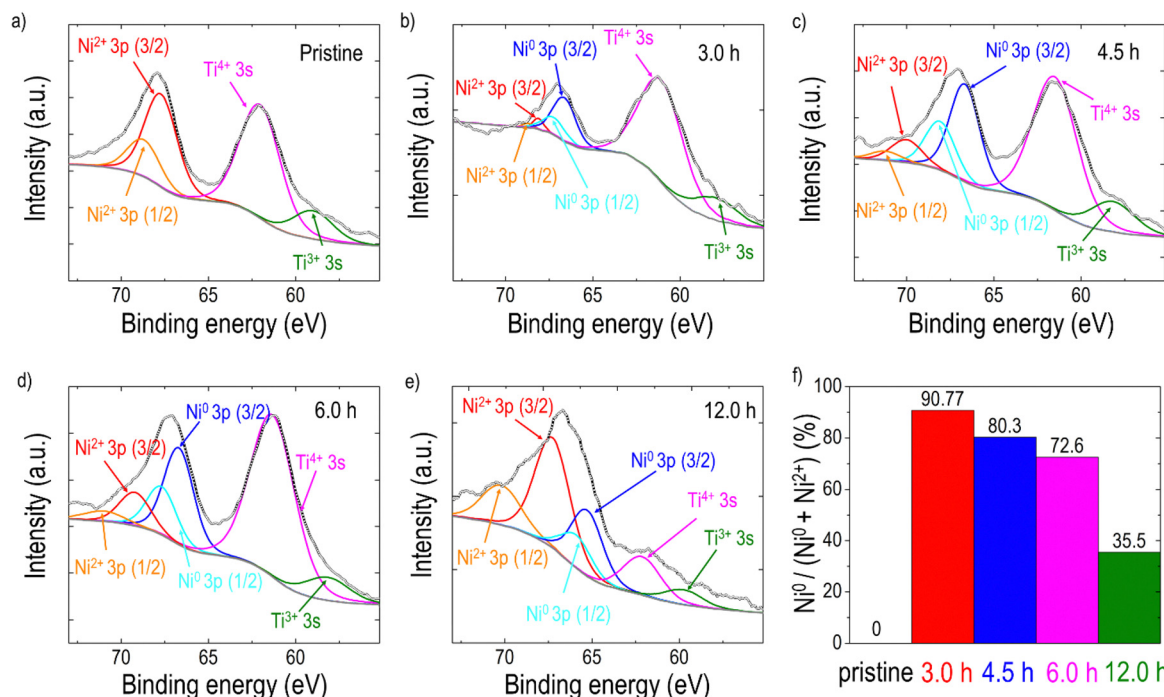 a)
Pristine
Ni²⁺ 3p (3/2)
Ti⁴⁺ 3s
Ni²⁺ 3p (1/2)
Ti³⁺ 3s
Intensity (a.u.)
70 65 60
Binding energy (eV)
b)
3.0 h
Ti⁴⁺ 3s
Ni⁰ 3p (3/2)
Ni²⁺ 3p (3/2)
Ni²⁺ 3p (1/2)
Ni⁰ 3p (1/2)
Ti³⁺ 3s
Intensity (a.u.)
70 65 60
Binding energy (eV)
c)
4.5 h
Ni²⁺ 3p (3/2)
Ni⁰ 3p (3/2)
Ti⁴⁺ 3s
Ni²⁺ 3p (1/2)
Ni⁰ 3p (1/2)
Ti³⁺ 3s
Intensity (a.u.)
70 65 60
Binding energy (eV)
d)
6.0 h
Ni⁰ 3p (3/2)
Ni²⁺ 3p (3/2)
Ti⁴⁺ 3s
Ni²⁺ 3p (1/2)
Ni⁰ 3p (1/2)
Ti³⁺ 3s
Intensity (a.u.)
70 65 60
Binding energy (eV)
e)
12.0 h
Ni²⁺ 3p (3/2)
Ni⁰ 3p (3/2)
Ti⁴⁺ 3s
Ti³⁺ 3s
Ni²⁺ 3p (1/2)
Ni⁰ 3p (1/2)
Intensity (a.u.)
70 65 60
Binding energy (eV)
f)
Ni⁰ / (Ni⁰ + Ni²⁺) (%)
100
80
60
40
20
0
0
90.77
80.3
72.6
35.5
pristine 3.0 h 4.5 h 6.0 h 12.0 h